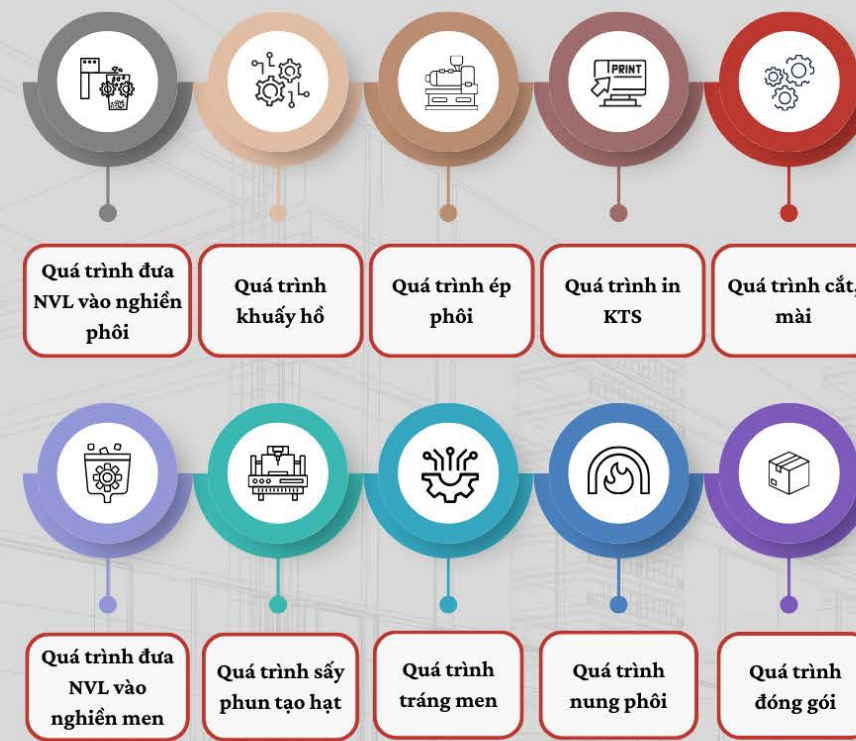 PRINT
Quá trình đưa
NVL vào nghiền
phôi
Quá trình
khuấy hồ
Quá trình ép
phôi
Quá trình in
KTS
Quá trình cắt,
mài
Quá trình đưa
NVL vào
nghiền men
Quá trình sấy
phun tạo hạt
Quá trình
tráng men
Quá trình
nung phôi
Quá trình
đóng gói